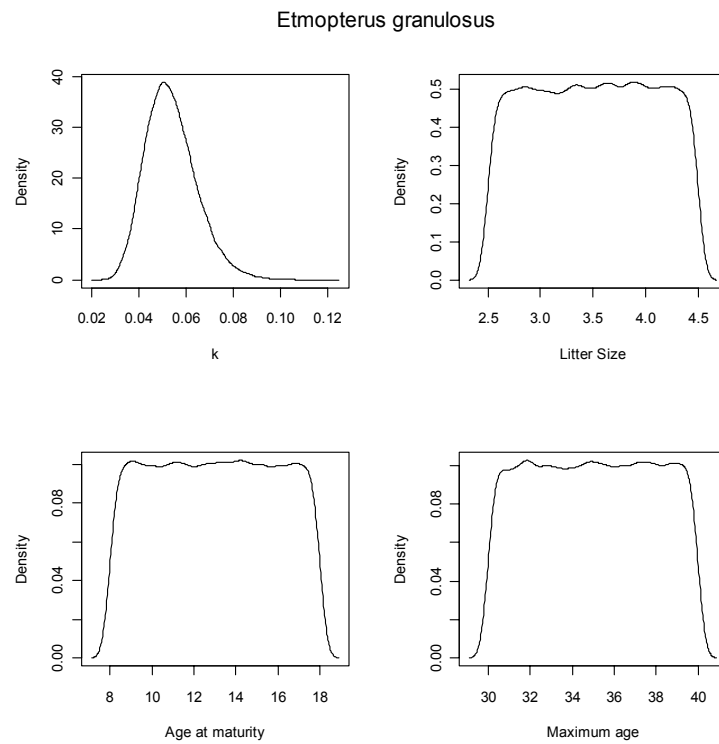 Etmopterus granulosus
Density
0 10 20 30 40
0.02 0.04 0.06 0.08 0.10 0.12
k
Density
0.0 0.1 0.2 0.3 0.4 0.5
2.5 3.0 3.5 4.0 4.5
Litter Size
Density
0.00 0.04 0.08
8 10 12 14 16 18
Age at maturity
Density
0.00 0.04 0.08
30 32 34 36 38 40
Maximum age